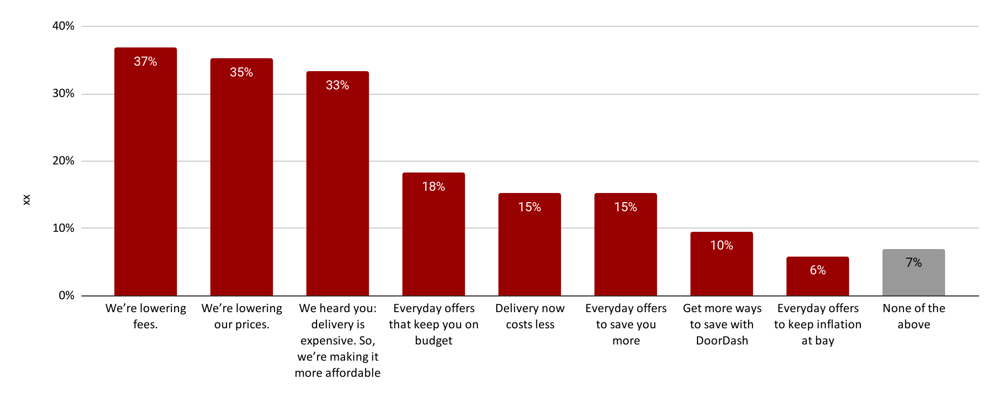 40%
30%
20%
10%
0%
xx
37%
35%
33%
18%
15%
15%
10%
6%
7%
We’re lowering
fees.
We’re lowering
our prices.
We heard you:
delivery is
expensive. So,
we’re making it
more affordable
Everyday offers
that keep you on
budget
Delivery now
costs less
Everyday offers
to save you
more
Get more ways
to save with
DoorDash
Everyday offers
to keep inflation
at bay
None of the
above